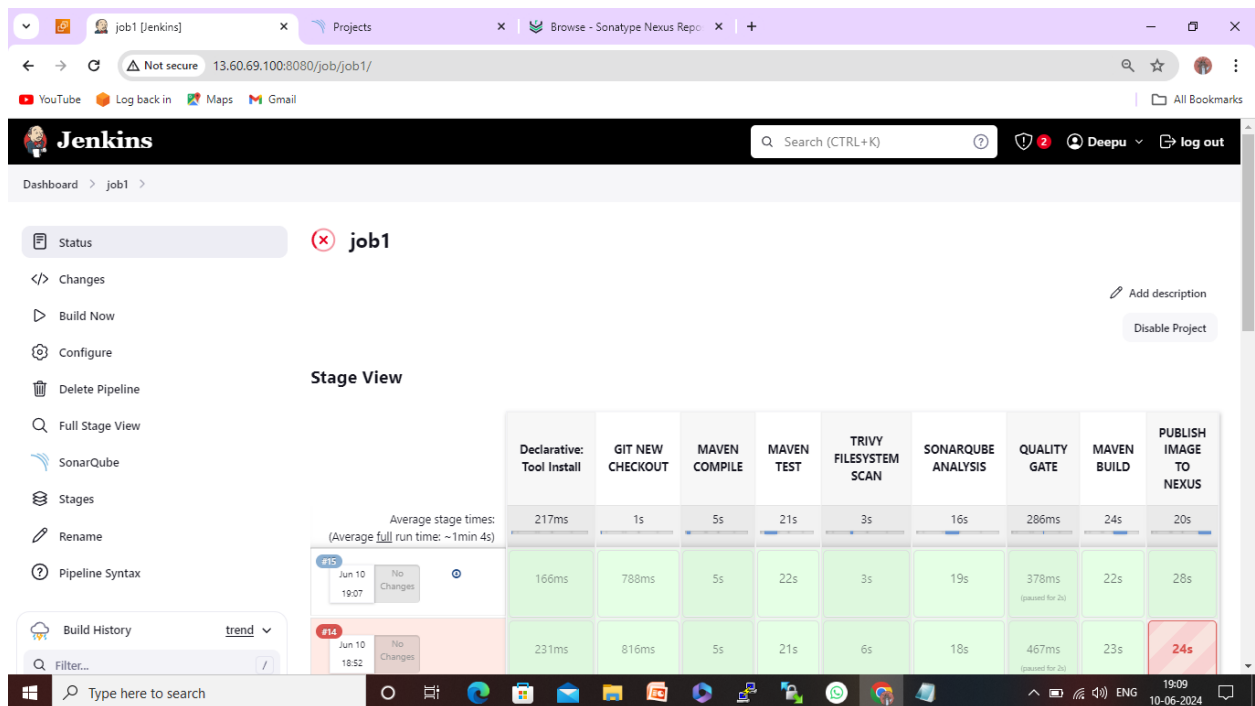 job1 [Jenkins]
Projects
Browse - Sonatype Nexus Repo
Not secure
13.60.69.100:8080/job/job1/
YouTube
Log back in
Maps
Gmail
All Bookmarks
Jenkins
Search (CTRL+K)
?
2
Deepu
log out
Dashboard > job1 >
Status
Changes
Build Now
Configure
Delete Pipeline
Full Stage View
SonarQube
Stages
Rename
Pipeline Syntax
Build History
trend
Filter...
/
job1
Add description
Disable Project
Stage View
Declarative:
Tool Install
GIT NEW
CHECKOUT
MAVEN
COMPILE
MAVEN
TEST
TRIVY
FILESYSTEM
SCAN
SONARQUBE
ANALYSIS
QUALITY
GATE
MAVEN
BUILD
PUBLISH
IMAGE
TO
NEXUS
Average stage times:
(Average full run time: ~1min 4s)
217ms
1s
5s
21s
3s
16s
286ms
24s
20s
#15
Jun 10
19:07
No
Changes
166ms
788ms
5s
22s
3s
19s
378ms
(paused for 2s)
22s
28s
#14
Jun 10
18:52
No
Changes
231ms
816ms
5s
21s
6s
18s
467ms
(paused for 2s)
23s
24s
Type here to search
ENG
19:09
10-06-2024